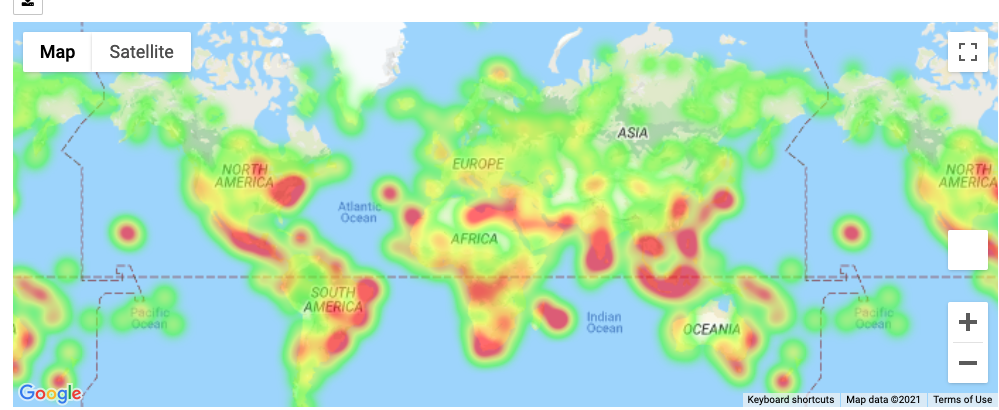 Map
Satellite
ASIA
NORTH
AMERICA
EUROPE
NORTH
AMERICA
Atlantic
Ocean
AFRICA
SOUTH
AMERICA
Pacific
Ocean
Indian
Ocean
OCEANIA
Pacific
Ocean
+
−
Google
Keyboard shortcuts
Map data ©2021
Terms of Use